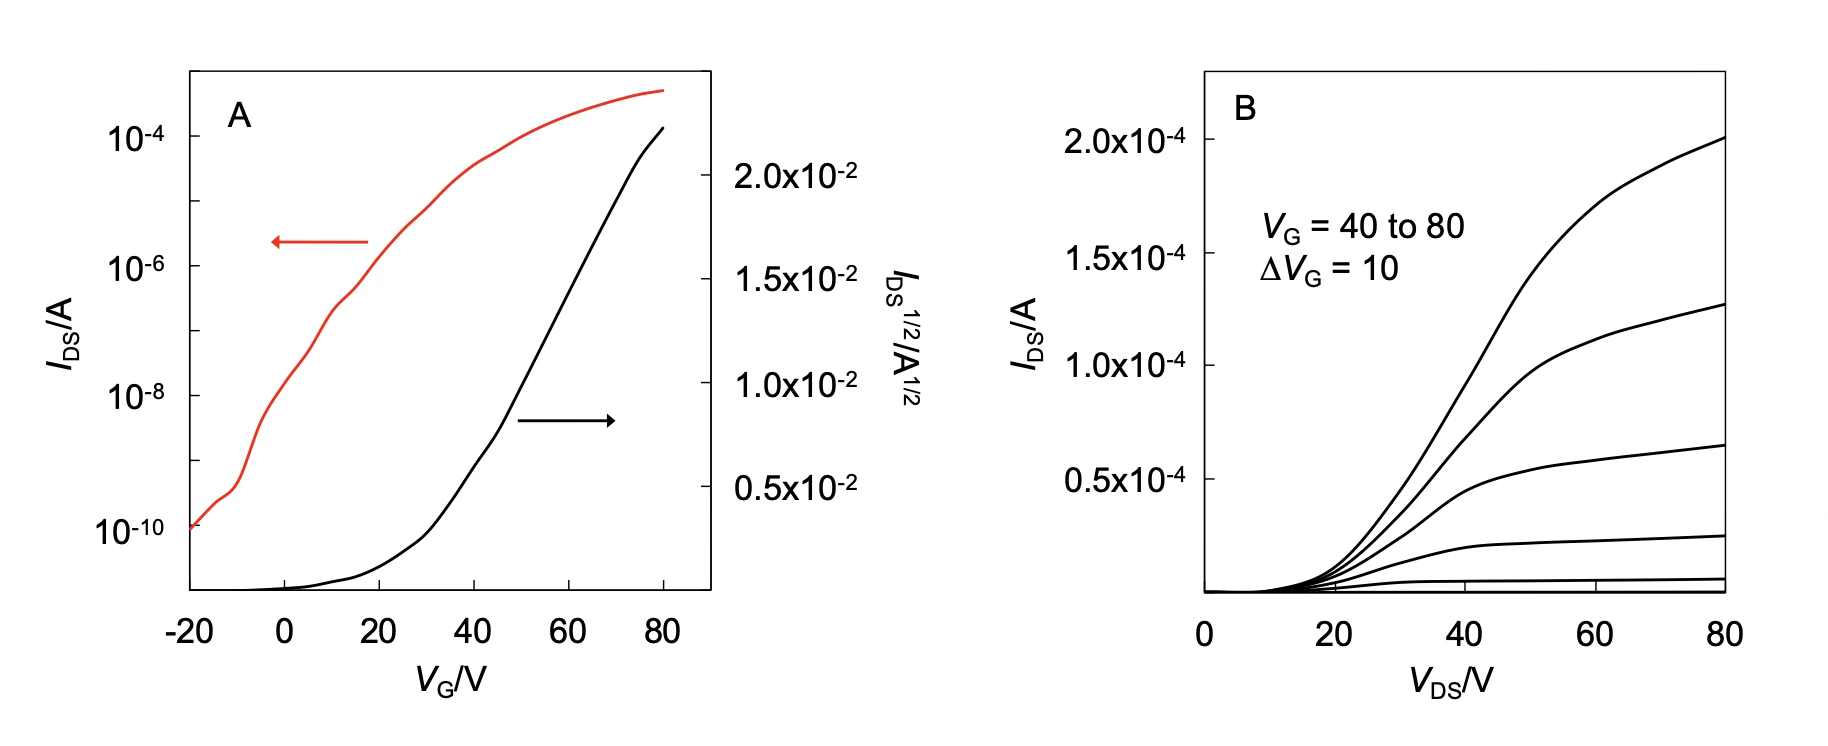 A
10-4
10-6
10-8
10-10
IDS/A
2.0x10-2
1.5x10-2
1.0x10-2
0.5x10-2
IDS1/2/A1/2
-20 0 20 40 60 80
VG/V
B
2.0x10-4
1.5x10-4
1.0x10-4
0.5x10-4
IDS/A
VG = 40 to 80
ΔVG = 10
0 20 40 60 80
VDS/V